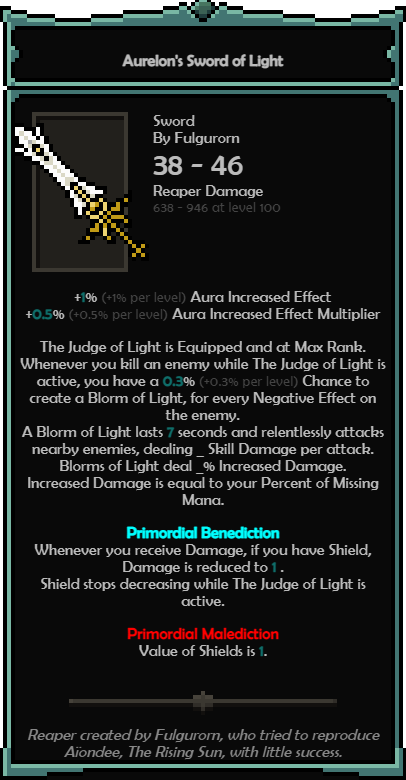 Aurelon's Sword of Light
Sword
By Fulgurorn
38 - 46
Reaper Damage
638 - 946 at level 100
+1% (+1% per level) Aura Increased Effect
+0.5% (+0.5% per level) Aura Increased Effect Multiplier
The Judge of Light is Equipped and at Max Rank.
Whenever you kill an enemy while The Judge of Light is
active, you have a 0.3% (+0.3% per level) Chance to
create a Blorm of Light, for every Negative Effect on
the enemy.
A Blorm of Light lasts 7 seconds and relentlessly attacks
nearby enemies, dealing _ Skill Damage per attack.
Blorms of Light deal _% Increased Damage.
Increased Damage is equal to your Percent of Missing
Mana.
Primordial Benediction
Whenever you receive Damage, if you have Shield,
Damage is reduced to 1 .
Shield stops decreasing while The Judge of Light is
active.
Primordial Malediction
Value of Shields is 1.
Reaper created by Fulgurorn, who tried to reproduce
Aïondee, The Rising Sun, with little success.